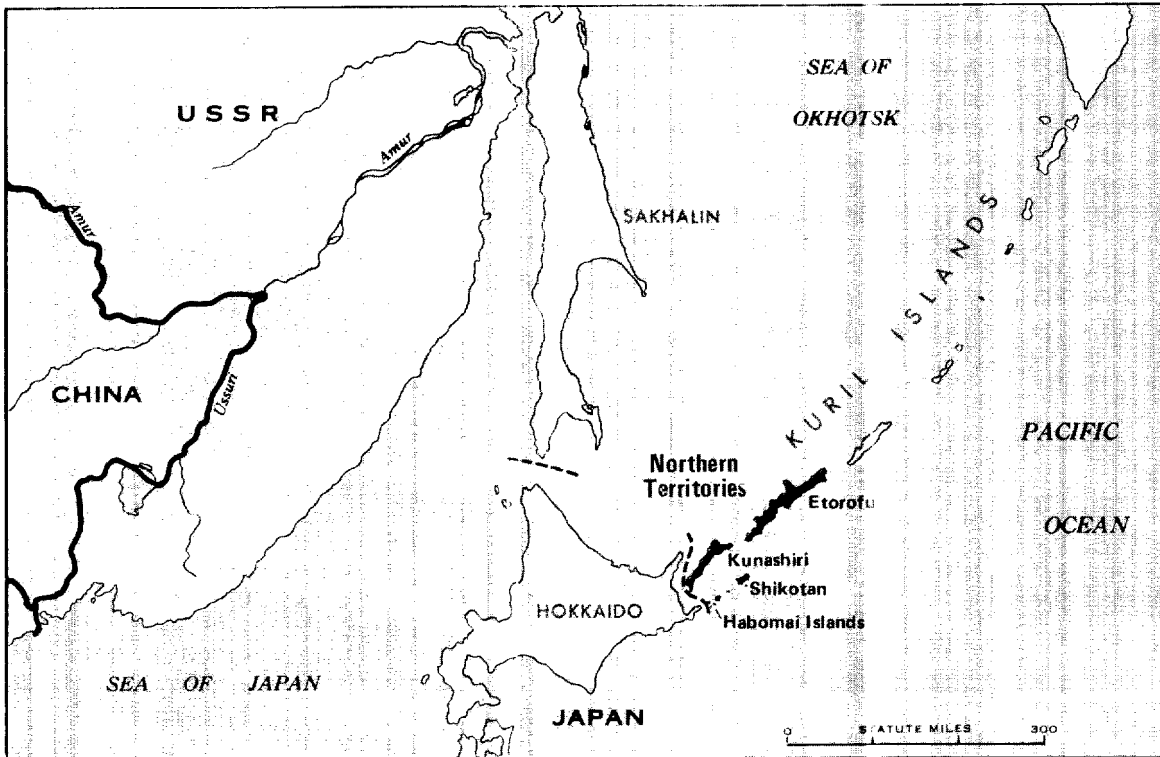 SEA OF
OKHOTSK
USSR
Amur
SAKHALIN
Amur
KURIL ISLANDS
CHINA
Ussuri
PACIFIC
OCEAN
Northern
Territories
Etorofu
Kunashiri
Shikotan
Habomai Islands
HOKKAIDO
SEA OF JAPAN
JAPAN
0 STATUTE MILES 300